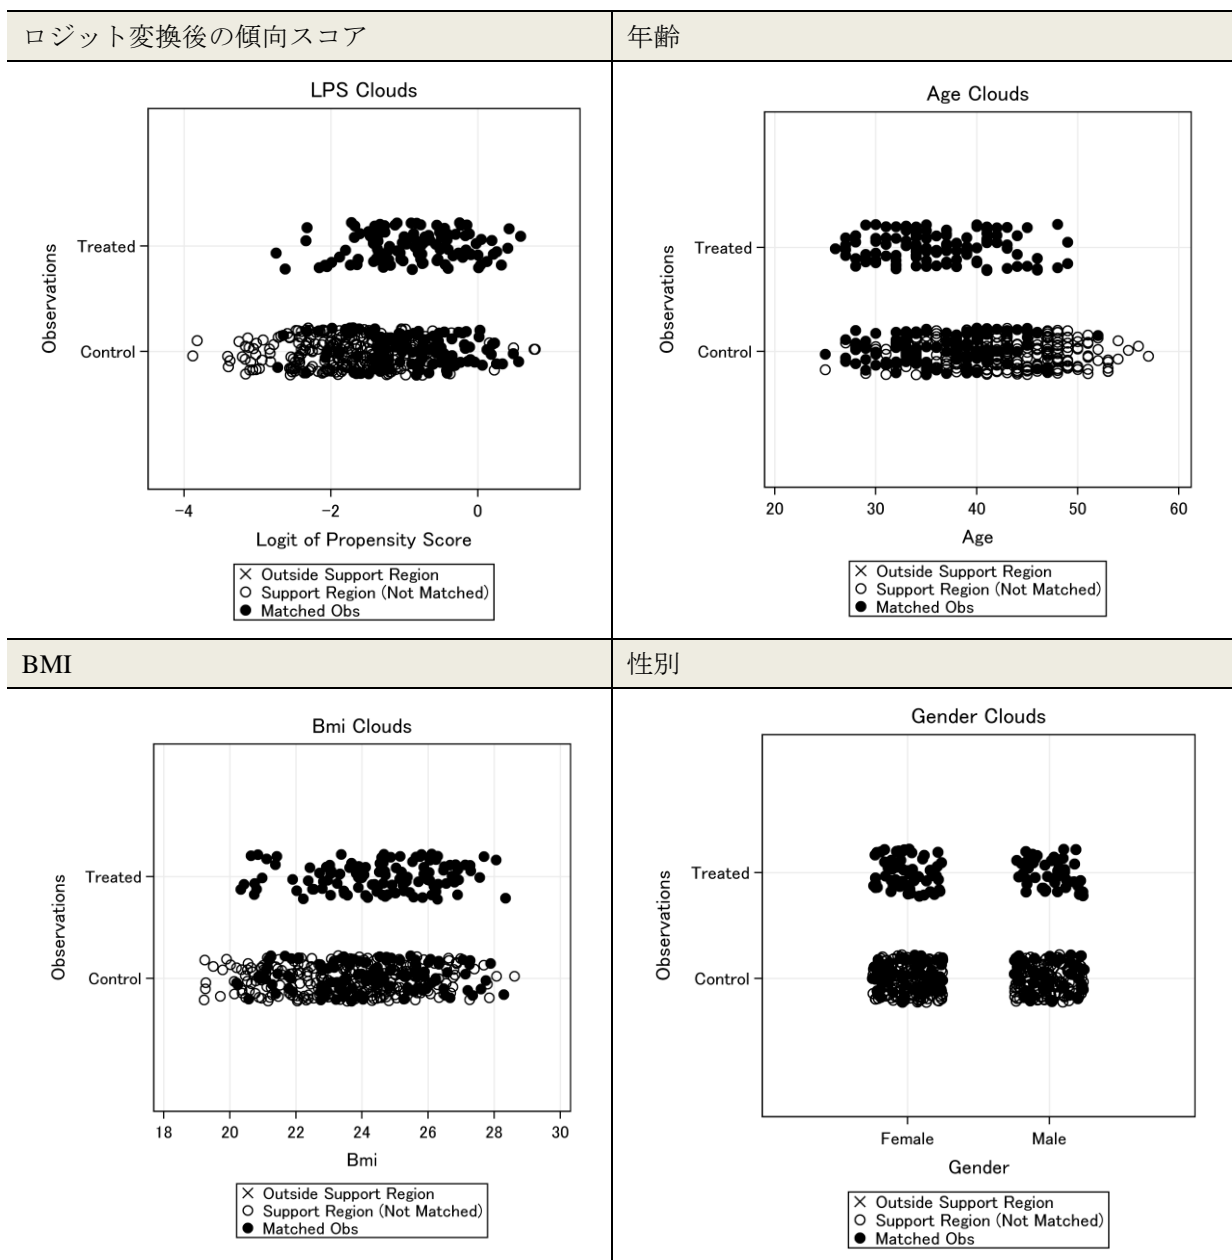 ロジット変換後の傾向スコア
年齢
LPS Clouds
Observations
Treated
Control
-4
-2
0
Logit of Propensity Score
× Outside Support Region
○ Support Region (Not Matched)
● Matched Obs
Age Clouds
Observations
Treated
Control
20
30
40
50
60
Age
× Outside Support Region
○ Support Region (Not Matched)
● Matched Obs
BMI
性別
Bmi Clouds
Observations
Treated
Control
18
20
22
24
26
28
30
Bmi
× Outside Support Region
○ Support Region (Not Matched)
● Matched Obs
Gender Clouds
Observations
Treated
Control
Female
Male
Gender
× Outside Support Region
○ Support Region (Not Matched)
● Matched Obs